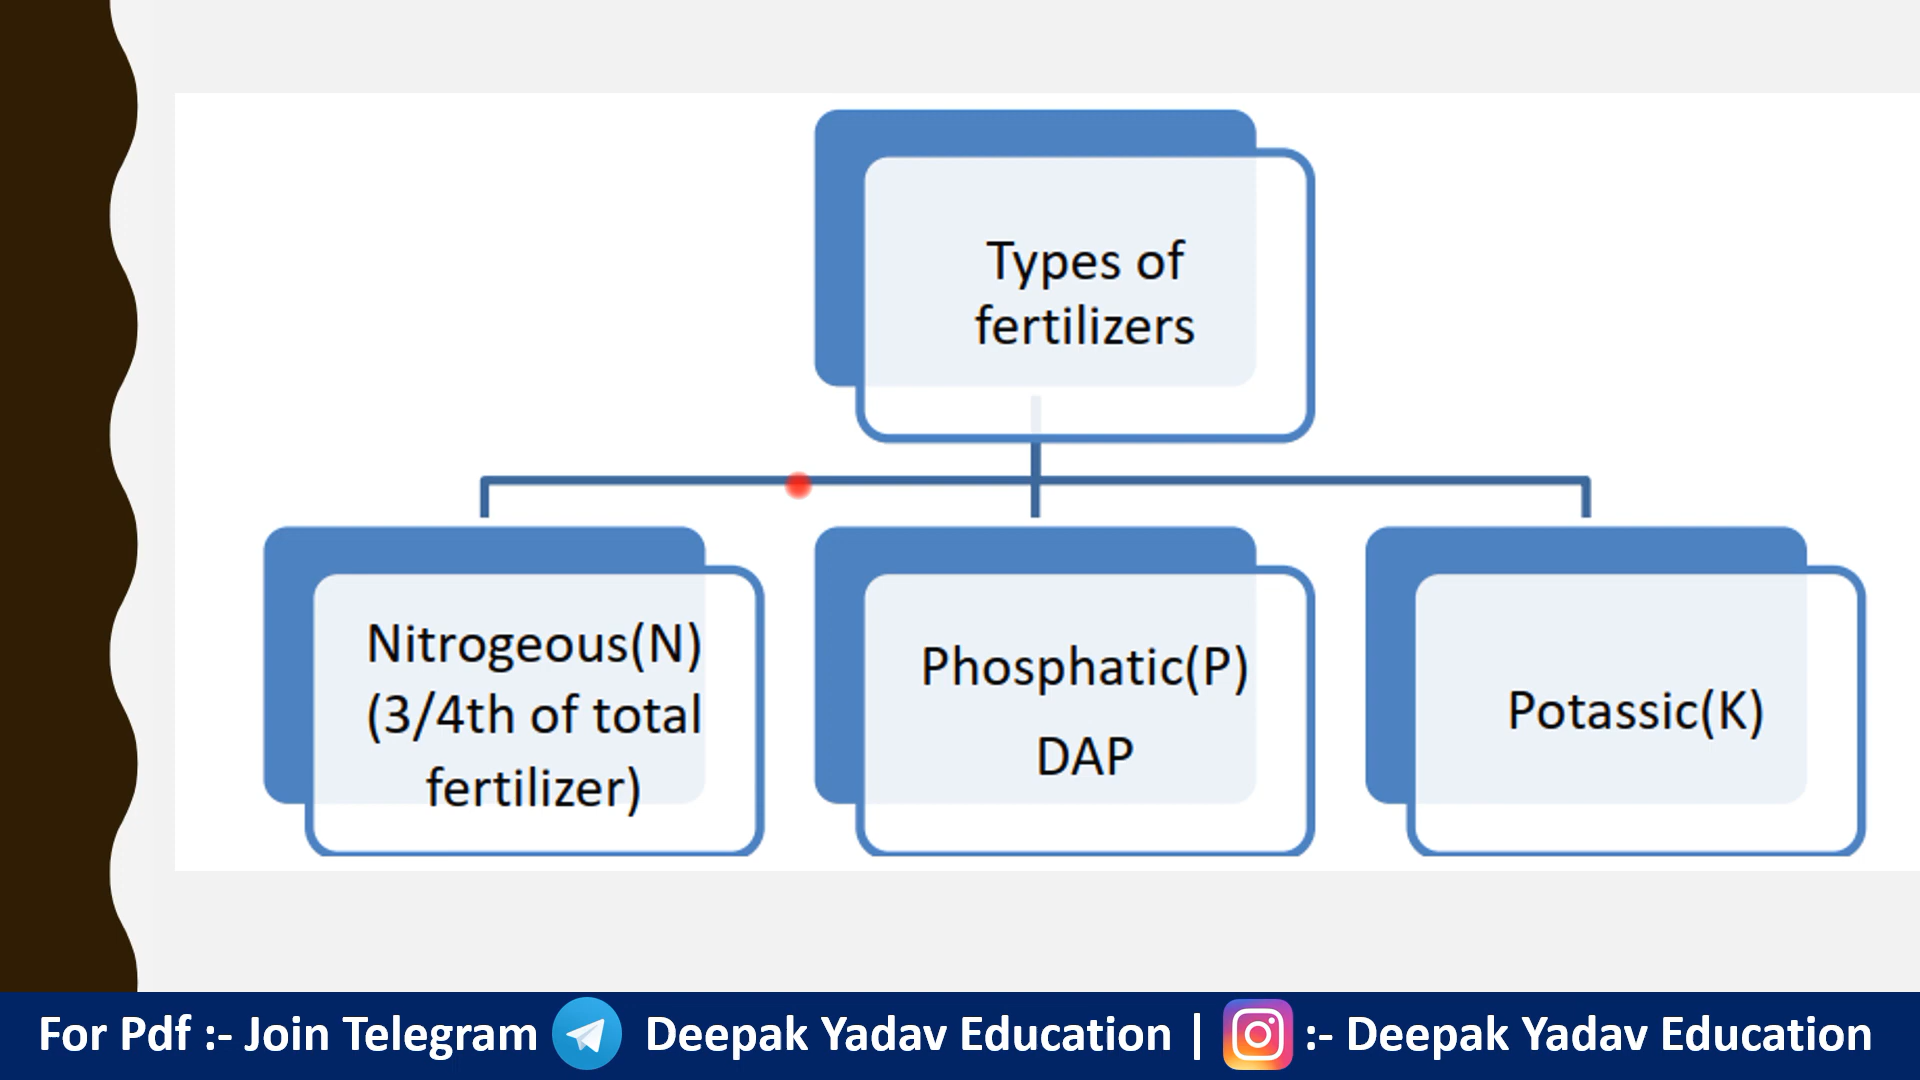 Types of
fertilizers
Nitrogeous(N)
(3/4th of total
fertilizer)
Phosphatic(P)
DAP
Potassic(K)
For Pdf :- Join Telegram Deepak Yadav Education | :- Deepak Yadav Education